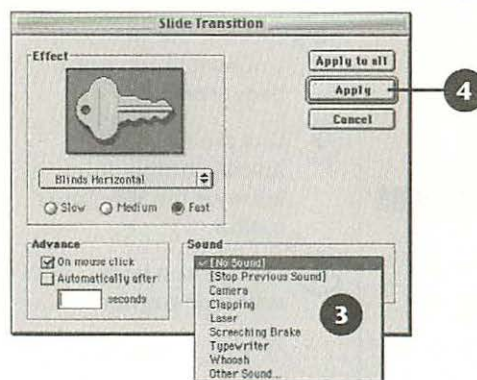 Slide Transition
Effect
Apply to all
Apply
4
Cancel
Blinds Horizontal
Slow Medium Fast
Advance
On mouse click
Automatically after
seconds
Sound
[No Sound]
[Stop Previous Sound]
Camera
Clapping
Laser
3
Screeching Brake
Typewriter
Whoosh
Other Sound...